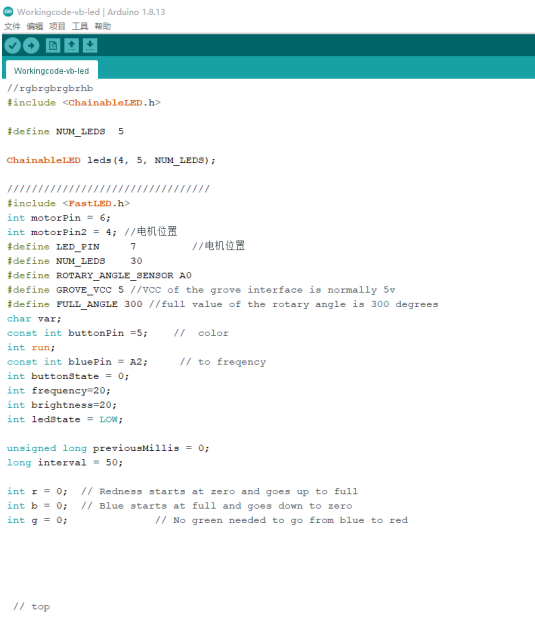 Workingcode-vb-led | Arduino 1.8.13
文件 编辑 项目 工具 帮助
Workingcode-vb-led
//rgbrgbrgbrhb
#include <ChainableLED.h>
#define NUM_LEDS  5
ChainableLED leds(4, 5, NUM_LEDS);
/////////////////////////////////
#include <FastLED.h>
int motorPin = 6;
int motorPin2 = 4; //电机位置
#define LED_PIN     7         //电机位置
#define NUM_LEDS    30
#define ROTARY_ANGLE_SENSOR A0
#define GROVE_VCC 5 //VCC of the grove interface is normally 5v
#define FULL_ANGLE 300 //full value of the rotary angle is 300 degrees
char var;
const int buttonPin =5;    //  color
int run;
const int bluePin = A2;     // to freqency
int buttonState = 0;
int frequency=20;
int brightness=20;
int ledState = LOW;
unsigned long previousMillis = 0;
long interval = 50;
int r = 0;  // Redness starts at zero and goes up to full
int b = 0;  // Blue starts at full and goes down to zero
int g = 0;              // No green needed to go from blue to red
// top